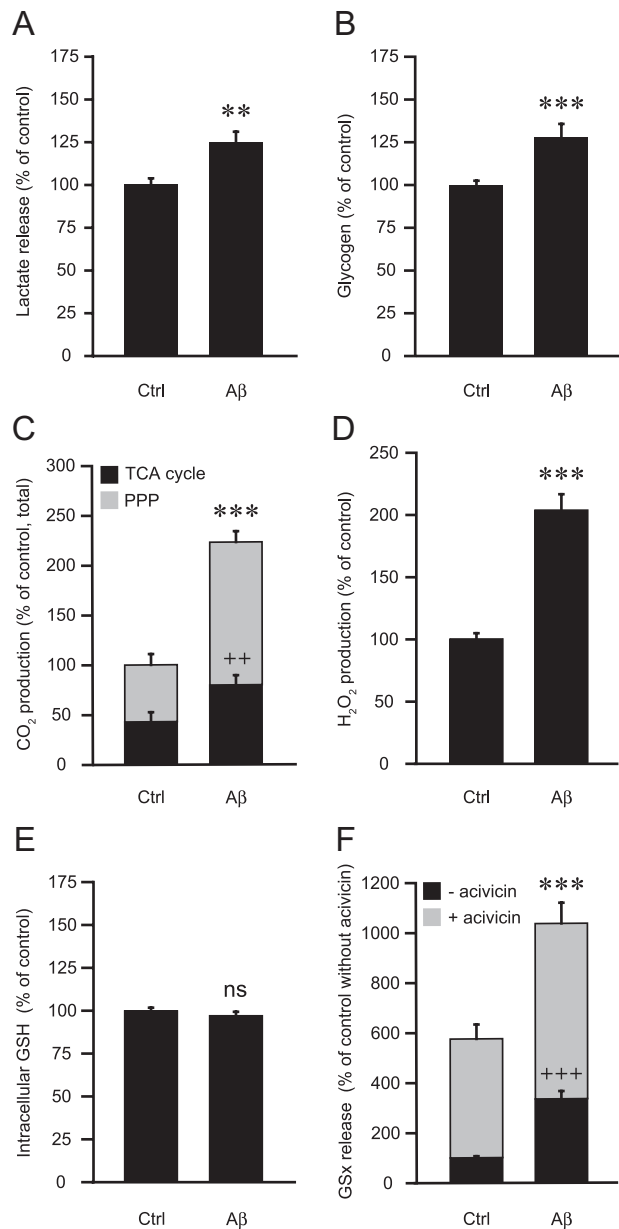 A
Lactate release (% of control)
175
150
125
100
75
50
25
0
**
Ctrl
Aβ
B
Glycogen (% of control)
175
150
125
100
75
50
25
0
***
Ctrl
Aβ
C
CO₂ production (% of control, total)
300
250
200
150
100
50
0
TCA cycle
PPP
***
++
Ctrl
Aβ
D
H₂O₂ production (% of control)
250
200
150
100
50
0
***
Ctrl
Aβ
E
Intracellular GSH (% of control)
175
150
125
100
75
125
175
0
ns
Ctrl
Aβ
F
GSx release (% of control without acivicin)
1200
1000
800
600
400
200
0
- acivicin
+ acivicin
***
+++
Ctrl
Aβ